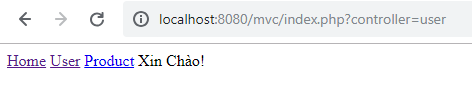 localhost:8080/mvc/index.php?controller=user
Home User Product Xin Chào!